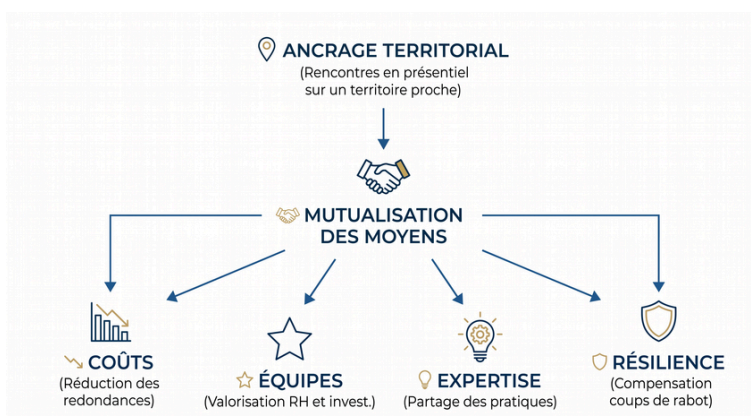 ANCRAGE TERRITORIAL
(Rencontres en présentiel
sur un territoire proche)
MUTUALISATION
DES MOYENS
COÛTS
(Réduction des
redondances)
ÉQUIPES
(Valorisation RH et invest.)
EXPERTISE
(Partage des pratiques)
RÉSILIENCE
(Compensation
coups de rabot)